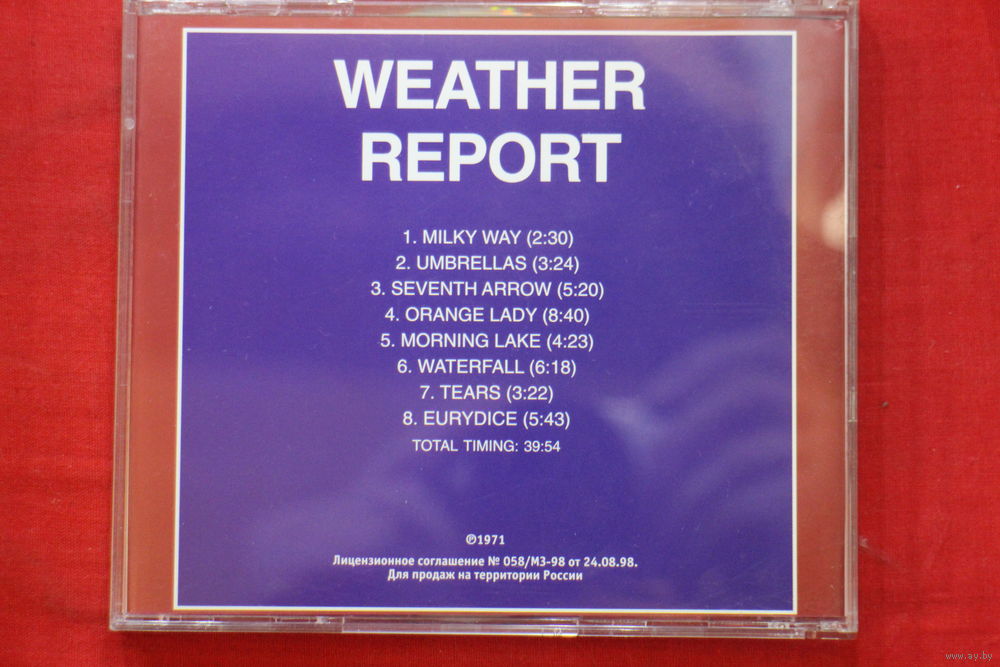 WEATHER
REPORT
1. MILKY WAY (2:30)
2. UMBRELLAS (3:24)
3. SEVENTH ARROW (5:20)
4. ORANGE LADY (8:40)
5. MORNING LAKE (4:23)
6. WATERFALL (6:18)
7. TEARS (3:22)
8. EURYDICE (5:43)
TOTAL TIMING: 39:54
℗1971
Лицензионное соглашение № 058/МЗ-98 от 24.08.98.
Для продаж на территории России
www.ay.by